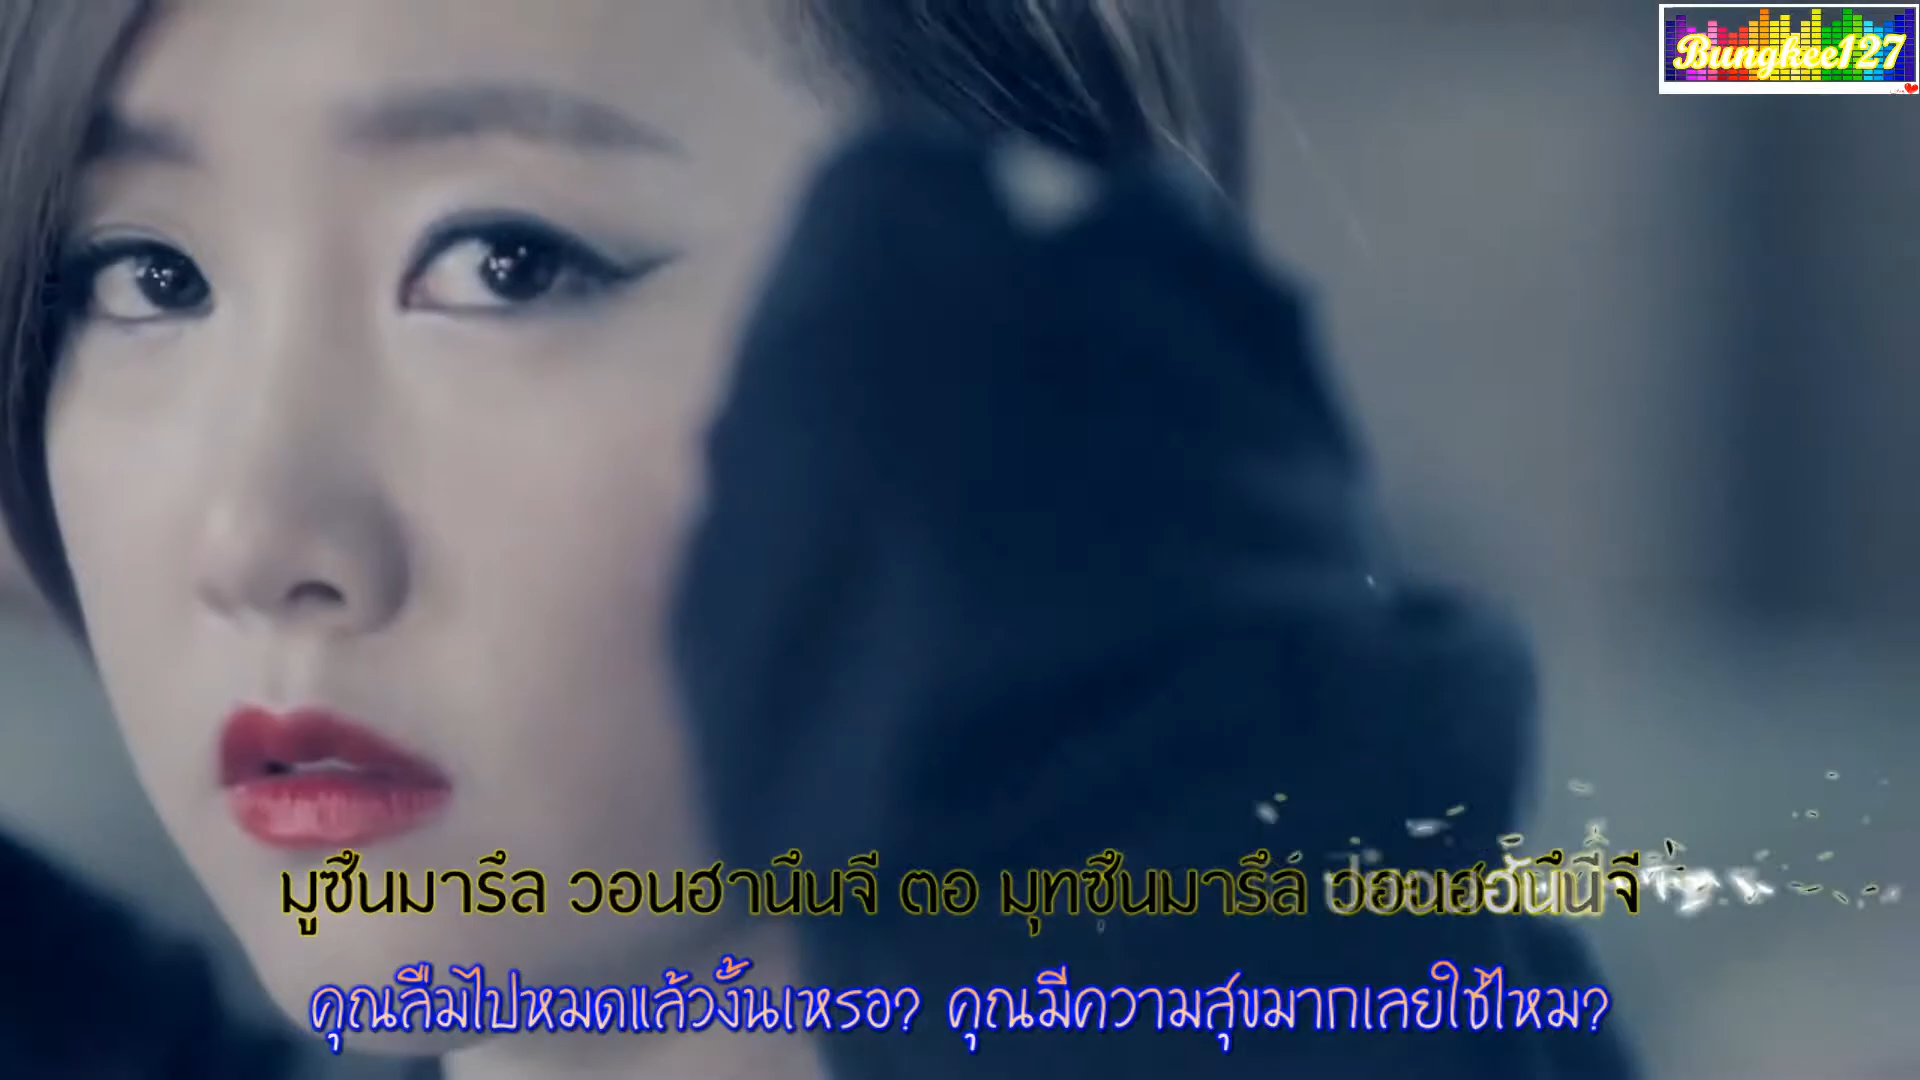 Bungkee127
มูซึนมารึล วอนฮานึนจี ตอ มุทซึนมารึล วอนฮานึนจี
คุณลืมไปหมดแล้วงั้นเหรอ? คุณมีความสุขมากเลยใช่ไหม?